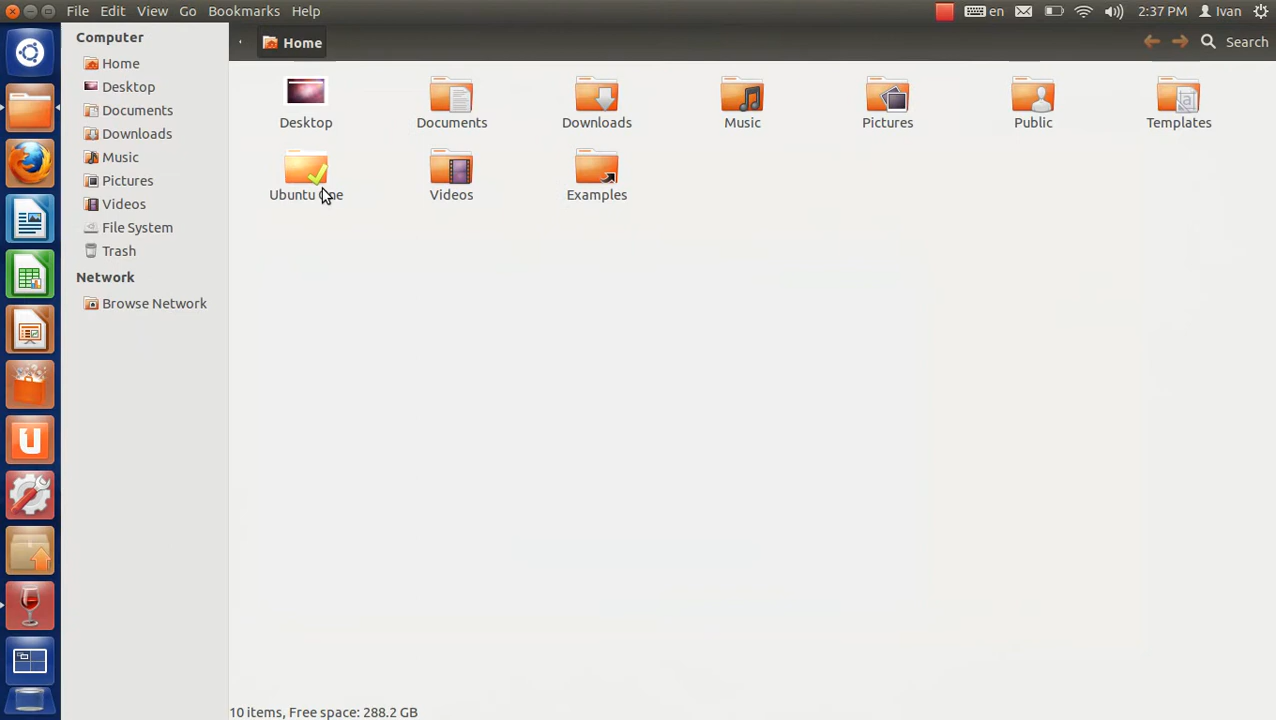 File Edit View Go Bookmarks Help en 2:37 PM Ivan
Computer
Home
Desktop
Documents
Downloads
Music
Pictures
Videos
File System
Trash
Network
Browse Network
Home Search
Desktop Documents Downloads Music Pictures Public Templates
Ubuntu One Videos Examples
10 items, Free space: 288.2 GB